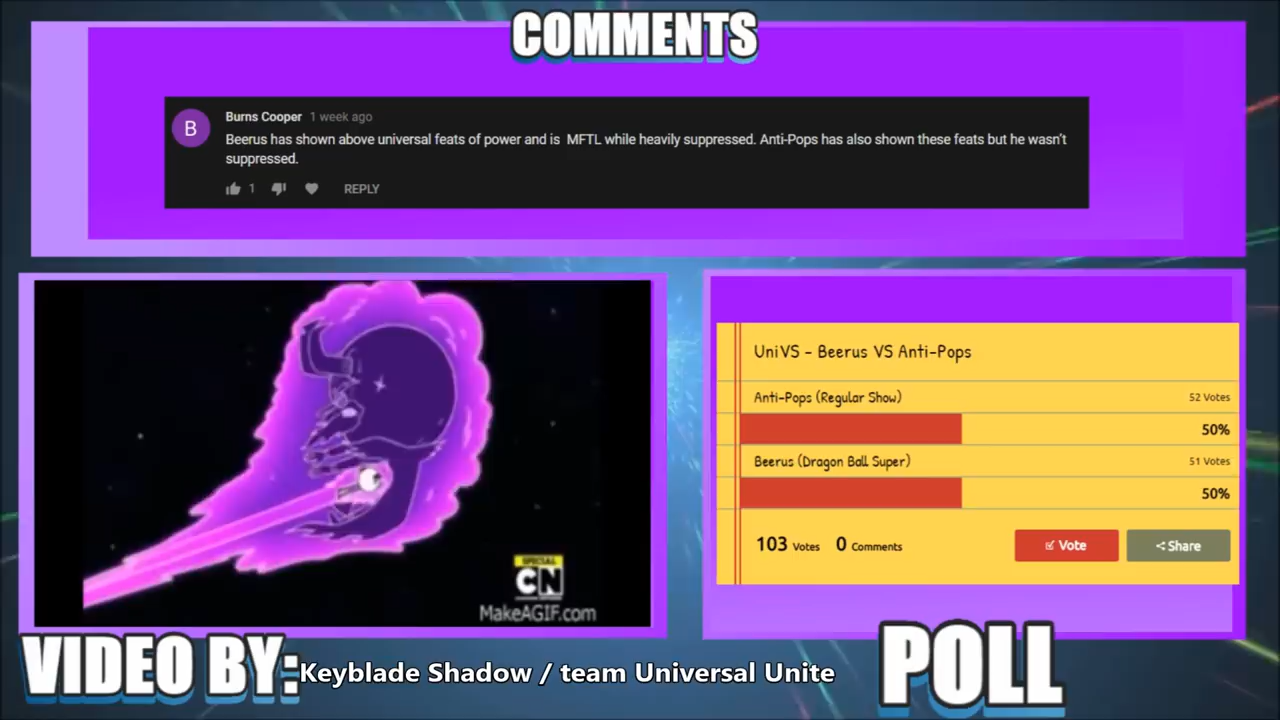 COMMENTS
B
Burns Cooper 1 week ago
Beerus has shown above universal feats of power and is MFTL while heavily suppressed. Anti-Pops has also shown these feats but he wasn't
suppressed.
1 REPLY
SPECIAL
CN
MakeAGIF.com
UniVS - Beerus VS Anti-Pops
Anti-Pops (Regular Show) 52 Votes
50%
Beerus (Dragon Ball Super) 51 Votes
50%
103 Votes 0 Comments Vote Share
VIDEO BY: Keyblade Shadow / team Universal Unite
POLL